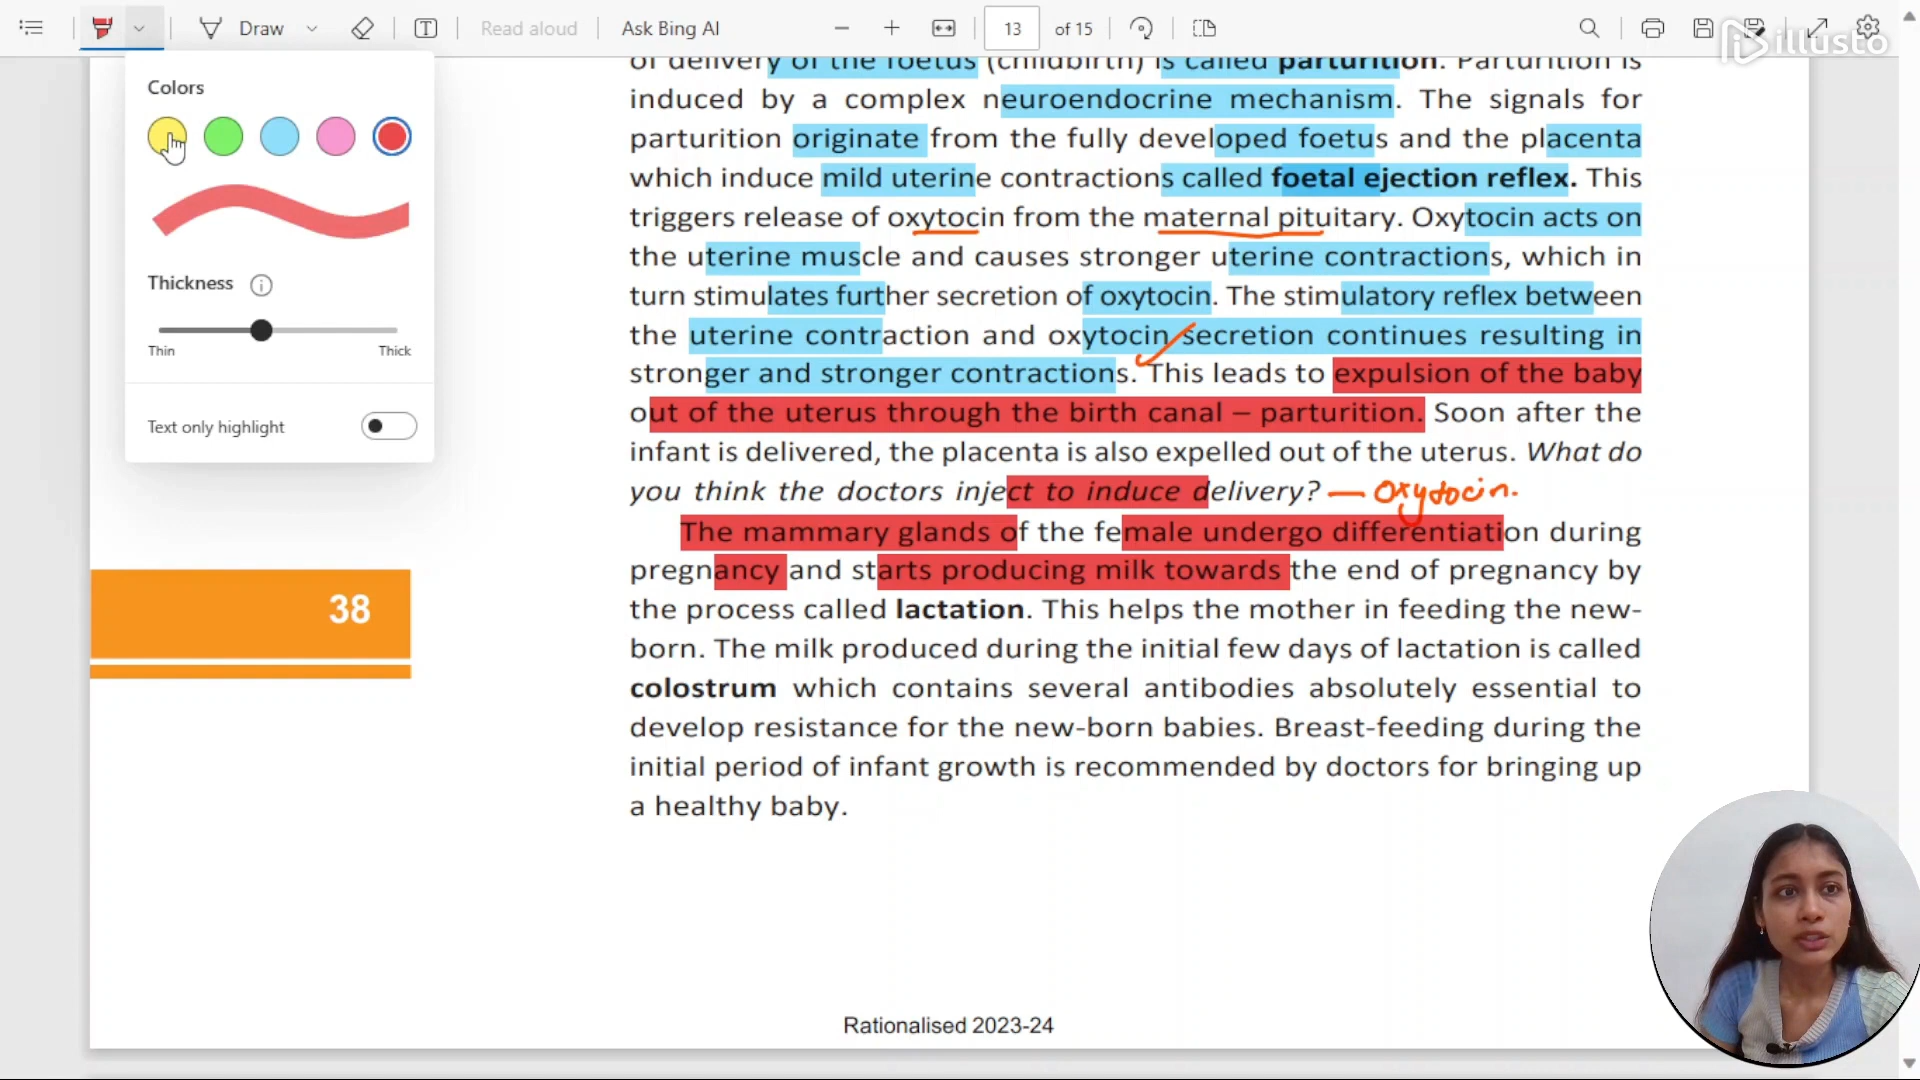 Draw
Read aloud
Ask Bing AI
13
of 15
illusto
Colors
Thickness
Thin
Thick
Text only highlight
38
of delivery of the foetus (childbirth) is called parturition. Parturition is
induced by a complex neuroendocrine mechanism. The signals for
parturition originate from the fully developed foetus and the placenta
which induce mild uterine contractions called foetal ejection reflex. This
triggers release of oxytocin from the maternal pituitary. Oxytocin acts on
the uterine muscle and causes stronger uterine contractions, which in
turn stimulates further secretion of oxytocin. The stimulatory reflex between
the uterine contraction and oxytocin secretion continues resulting in
stronger and stronger contractions. This leads to expulsion of the baby
out of the uterus through the birth canal – parturition. Soon after the
infant is delivered, the placenta is also expelled out of the uterus. What do
you think the doctors inject to induce delivery? — Oxytocin.
The mammary glands of the female undergo differentiation during
pregnancy and starts producing milk towards the end of pregnancy by
the process called lactation. This helps the mother in feeding the new-
born. The milk produced during the initial few days of lactation is called
colostrum which contains several antibodies absolutely essential to
develop resistance for the new-born babies. Breast-feeding during the
initial period of infant growth is recommended by doctors for bringing up
a healthy baby.
Rationalised 2023-24